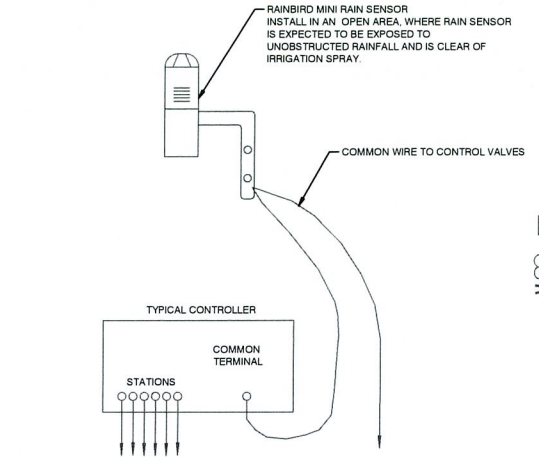 RAINBIRD MINI RAIN SENSOR
INSTALL IN AN OPEN AREA, WHERE RAIN SENSOR
IS EXPECTED TO BE EXPOSED TO
UNOBSTRUCTED RAINFALL AND IS CLEAR OF
IRRIGATION SPRAY.
COMMON WIRE TO CONTROL VALVES
TYPICAL CONTROLLER
COMMON
TERMINAL
STATIONS